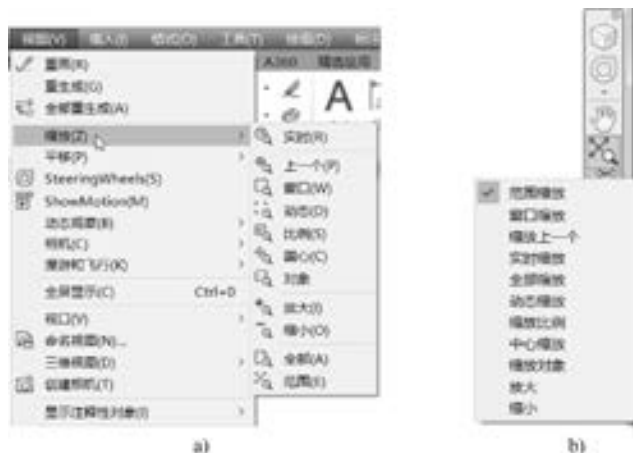 视图(V) 插入(I) 格式(O) 工具(T) 绘图(D)
A360 精选应用
重画(R)
重生成(G)
全部重生成(A)
缩放(Z)
平移(P)
SteeringWheels(S)
ShowMotion(M)
动态观察(B)
相机(C)
漫游和飞行(K)
全屏显示(C) Ctrl+0
视口(V)
命名视图(N)...
三维视图(D)
创建相机(T)
显示注释性对象(I)
A
实时(R)
上一个(P)
窗口(W)
动态(D)
比例(S)
圆心(C)
对象
放大(I)
缩小(O)
全部(A)
范围(E)
a)
范围缩放
窗口缩放
缩放上一个
实时缩放
全部缩放
动态缩放
缩放比例
中心缩放
缩放对象
放大
缩小
b)